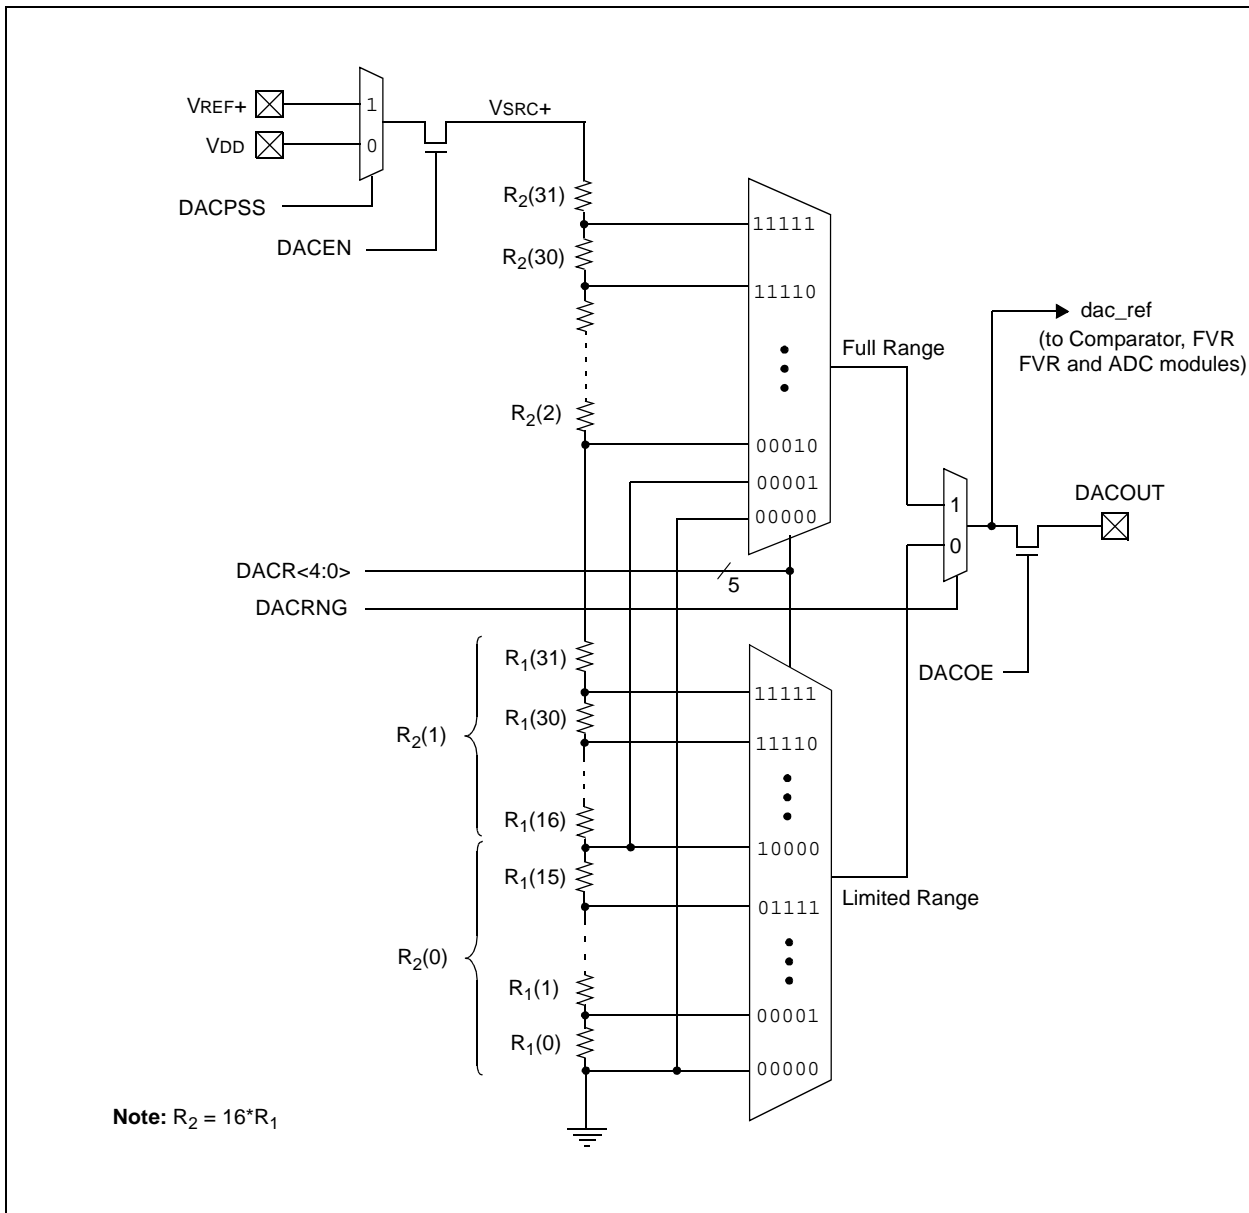 VREF+
1
VSRC+
VDD
0
DACPSS
DACEN
R2(31)
11111
R2(30)
11110
dac_ref
(to Comparator, FVR
FVR and ADC modules)
Full Range
R2(2)
00010
00001
00000
1
0
DACOUT
DACR<4:0>
5
DACRNG
DACOE
R1(31)
11111
R1(30)
11110
R2(1)
R1(16)
10000
R1(15)
01111
Limited Range
R2(0)
R1(1)
00001
R1(0)
00000
Note: R2 = 16*R1